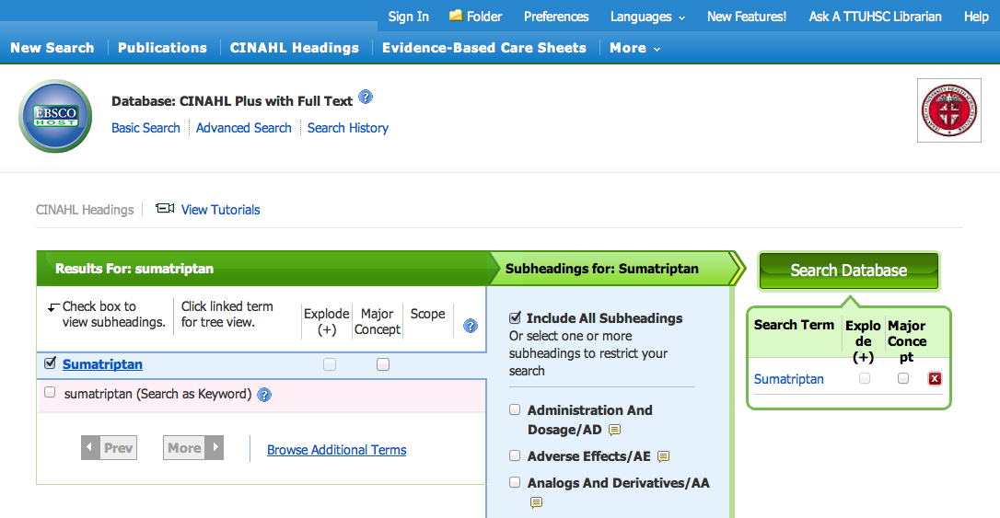 Sign In Folder Preferences Languages New Features! Ask A TTUHSC Librarian Help
New Search Publications CINAHL Headings Evidence-Based Care Sheets More
EBSCO
HOST
Database: CINAHL Plus with Full Text
Basic Search Advanced Search Search History
CINAHL Headings View Tutorials
Results For: sumatriptan
Check box to
view subheadings.
Click linked term
for tree view.
Explode
(+)
Major
Concept
Scope
Sumatriptan
sumatriptan (Search as Keyword)
Prev More Browse Additional Terms
Subheadings for: Sumatriptan
Include All Subheadings
Or select one or more
subheadings to restrict your
search
Administration And
Dosage/AD
Adverse Effects/AE
Analogs And Derivatives/AA
Search Database
Search Term
Explo
de
(+)
Major
Conce
pt
Sumatriptan